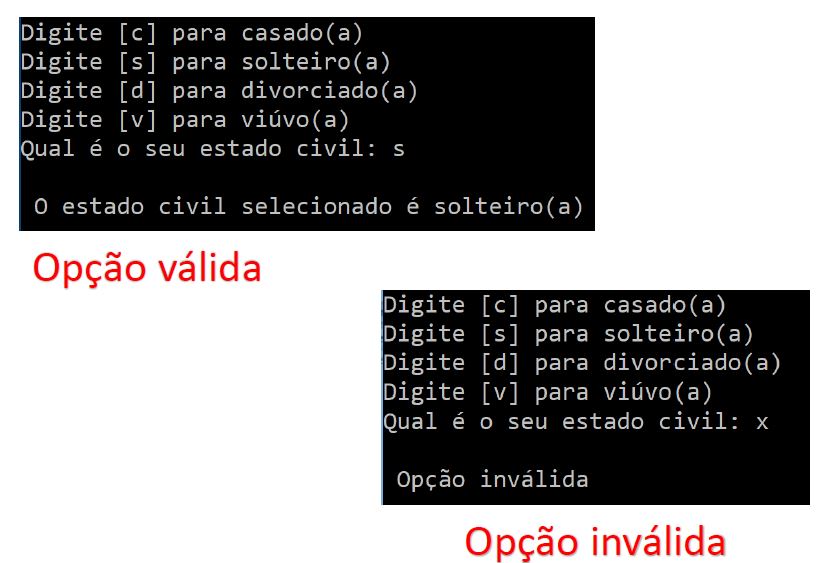 Digite [c] para casado(a)
Digite [s] para solteiro(a)
Digite [d] para divorciado(a)
Digite [v] para viúvo(a)
Qual é o seu estado civil: s
O estado civil selecionado é solteiro(a)
Opção válida
Digite [c] para casado(a)
Digite [s] para solteiro(a)
Digite [d] para divorciado(a)
Digite [v] para viúvo(a)
Qual é o seu estado civil: x
Opção inválida
Opção inválida